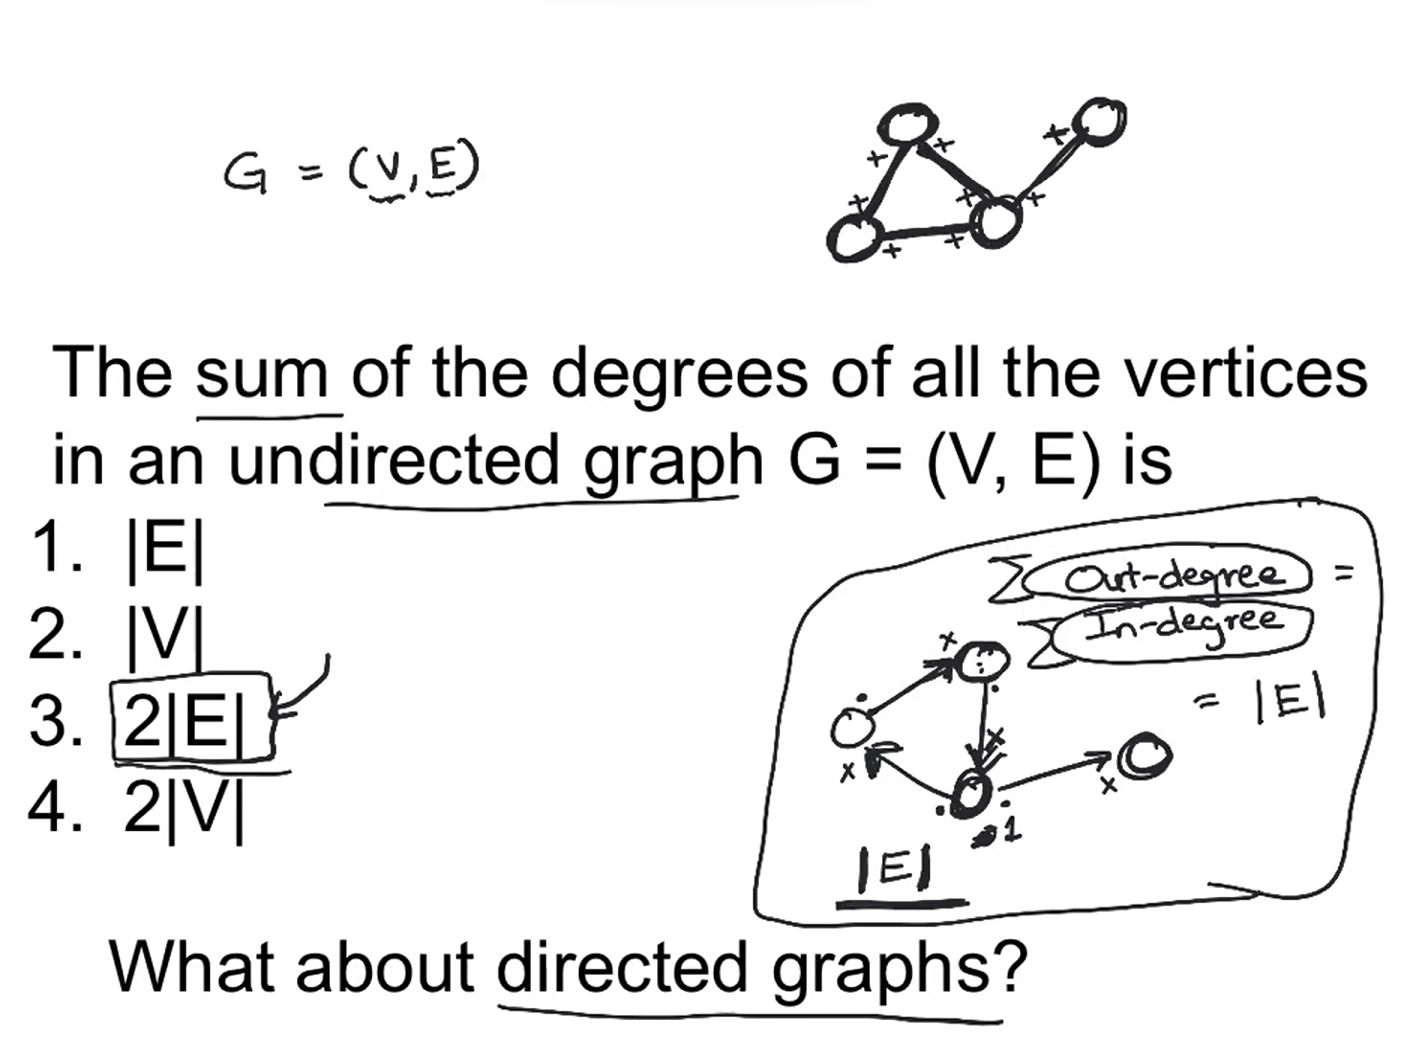 G = (V, E)
The sum of the degrees of all the vertices
in an undirected graph G = (V, E) is
1. |E|
2. |V|
3. 2|E|
4. 2|V|
Σ Out-degree =
Σ In-degree
= |E|
1
|E|
What about directed graphs?